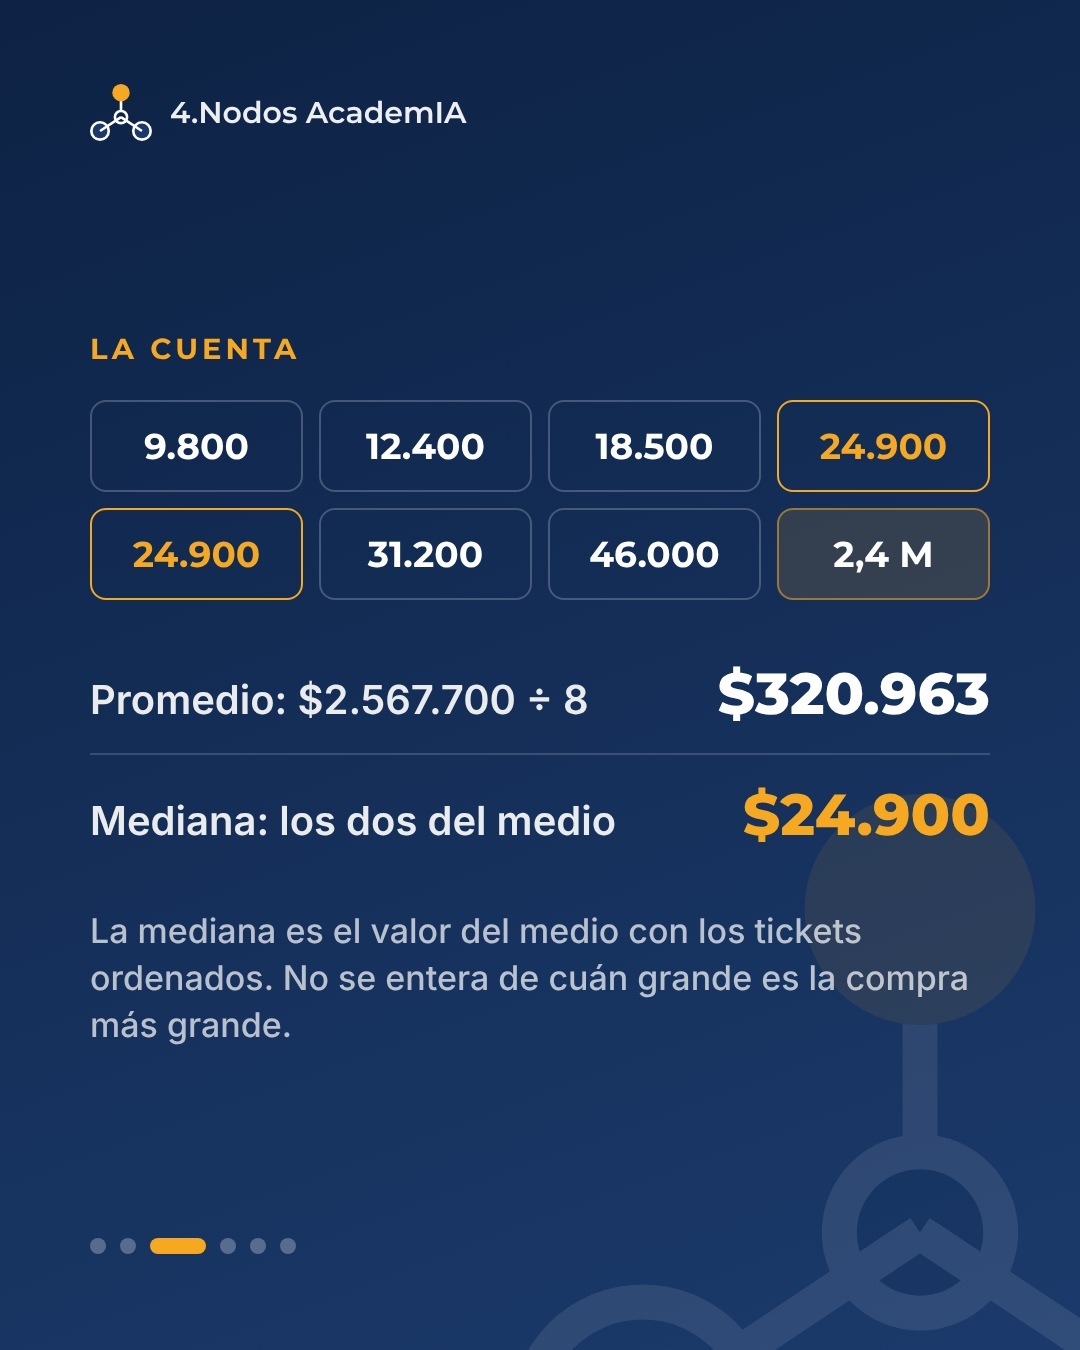 4.Nodos AcademIA
LA CUENTA
9.800 12.400 18.500 24.900
24.900 31.200 46.000 2,4 M
Promedio: $2.567.700 ÷ 8 $320.963
Mediana: los dos del medio $24.900
La mediana es el valor del medio con los tickets
ordenados. No se entera de cuán grande es la compra
más grande.